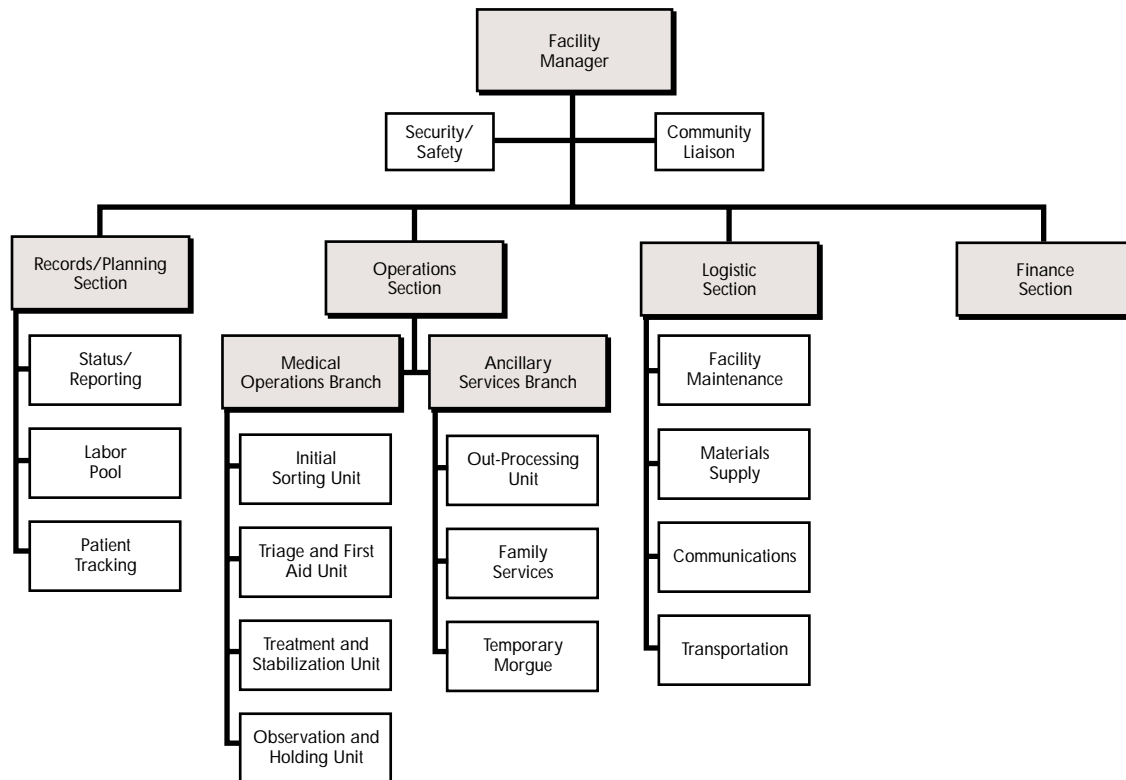 Facility
Manager
Security/
Safety
Community
Liaison
Records/Planning
Section
Operations
Section
Logistic
Section
Finance
Section
Status/
Reporting
Labor
Pool
Patient
Tracking
Medical
Operations Branch
Ancillary
Services Branch
Initial
Sorting Unit
Triage and First
Aid Unit
Treatment and
Stabilization Unit
Observation and
Holding Unit
Out-Processing
Unit
Family
Services
Temporary
Morgue
Facility
Maintenance
Materials
Supply
Communications
Transportation